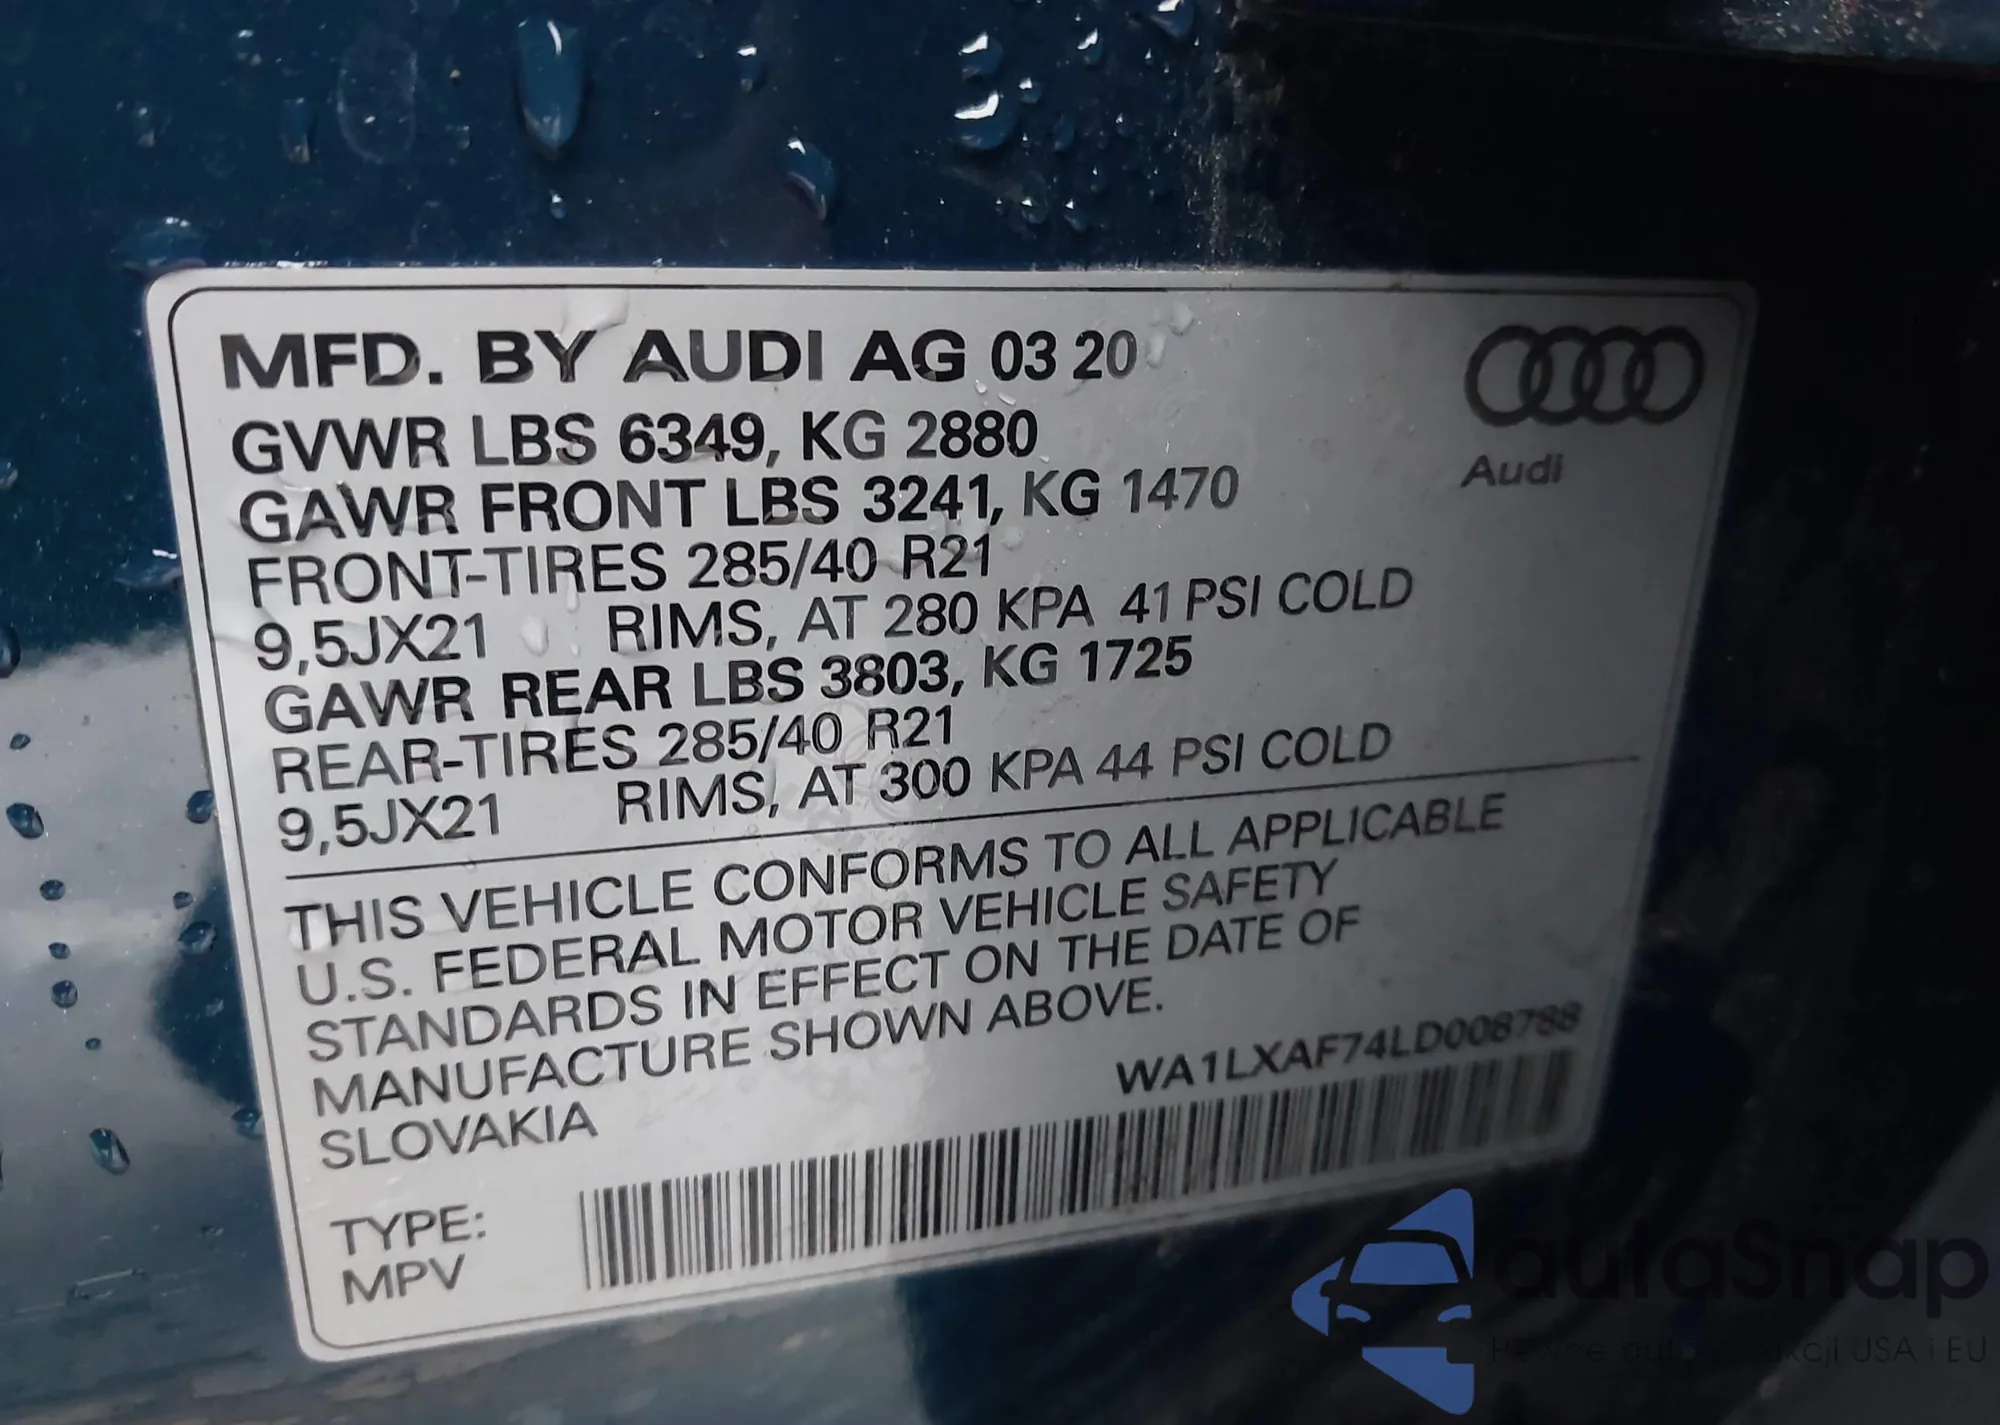 MFD. BY AUDI AG 03 20
GVWR LBS 6349, KG 2880
GAWR FRONT LBS 3241, KG 1470
FRONT-TIRES 285/40 R21
9,5JX21 RIMS, AT 280 KPA 41 PSI COLD
GAWR REAR LBS 3803, KG 1725
REAR-TIRES 285/40 R21
9,5JX21 RIMS, AT 300 KPA 44 PSI COLD
Audi
THIS VEHICLE CONFORMS TO ALL APPLICABLE
U.S. FEDERAL MOTOR VEHICLE SAFETY
STANDARDS IN EFFECT ON THE DATE OF
MANUFACTURE SHOWN ABOVE.
SLOVAKIA
WA1LXAF74LD008788
TYPE:
MPV
autaSnap
USA i EU